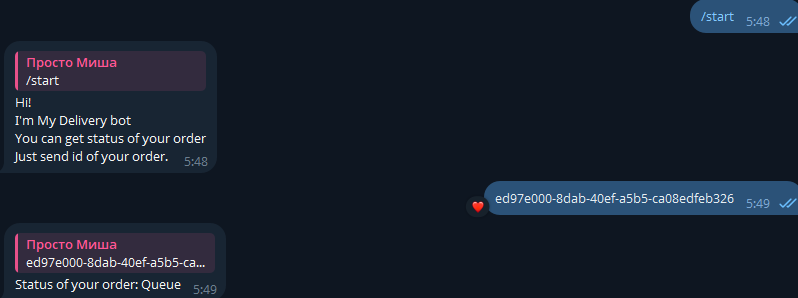 /start 5:48
Просто Миша
/start
Hi!
I'm My Delivery bot
You can get status of your order
Just send id of your order. 5:48
ed97e000-8dab-40ef-a5b5-ca08edfeb326 5:49
Просто Миша
ed97e000-8dab-40ef-a5b5-ca...
Status of your order: Queue 5:49